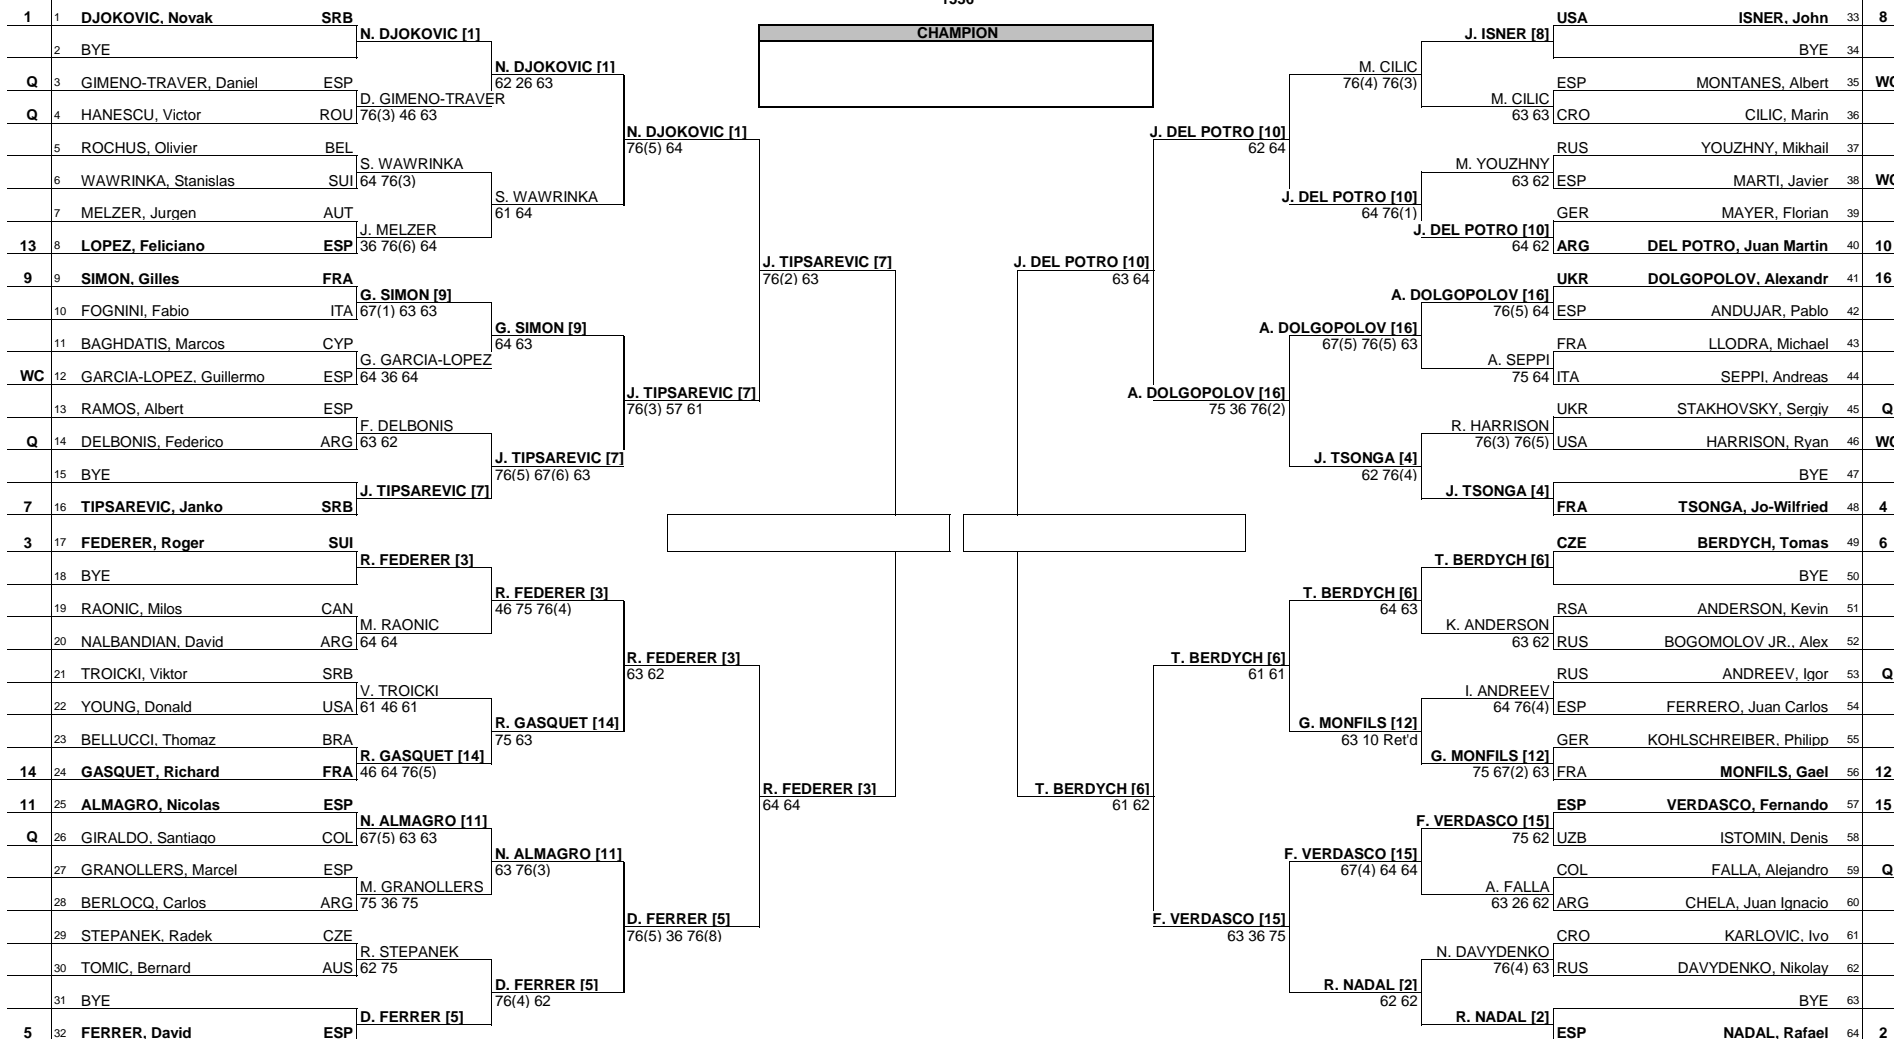 1936
CHAMPION
1 1 DJOKOVIC, Novak SRB
N. DJOKOVIC [1]
2 BYE
N. DJOKOVIC [1]
62 26 63
Q 3 GIMENO-TRAVER, Daniel ESP
D. GIMENO-TRAVER
Q 4 HANESCU, Victor ROU 76(3) 46 63
N. DJOKOVIC [1]
76(5) 64
5 ROCHUS, Olivier BEL
S. WAWRINKA
6 WAWRINKA, Stanislas SUI 64 76(3)
S. WAWRINKA
61 64
7 MELZER, Jurgen AUT
J. MELZER
13 8 LOPEZ, Feliciano ESP 36 76(6) 64
J. TIPSAREVIC [7]
76(2) 63
9 9 SIMON, Gilles FRA
G. SIMON [9]
10 FOGNINI, Fabio ITA 67(1) 63 63
G. SIMON [9]
64 63
11 BAGHDATIS, Marcos CYP
G. GARCIA-LOPEZ
WC 12 GARCIA-LOPEZ, Guillermo ESP 64 36 64
J. TIPSAREVIC [7]
76(3) 57 61
13 RAMOS, Albert ESP
F. DELBONIS
Q 14 DELBONIS, Federico ARG 63 62
J. TIPSAREVIC [7]
76(5) 67(6) 63
15 BYE
J. TIPSAREVIC [7]
7 16 TIPSAREVIC, Janko SRB
3 17 FEDERER, Roger SUI
R. FEDERER [3]
18 BYE
R. FEDERER [3]
46 75 76(4)
19 RAONIC, Milos CAN
M. RAONIC
20 NALBANDIAN, David ARG 64 64
R. FEDERER [3]
63 62
21 TROICKI, Viktor SRB
V. TROICKI
22 YOUNG, Donald USA 61 46 61
R. GASQUET [14]
75 63
23 BELLUCCI, Thomaz BRA
R. GASQUET [14]
14 24 GASQUET, Richard FRA 46 64 76(5)
R. FEDERER [3]
64 64
11 25 ALMAGRO, Nicolas ESP
N. ALMAGRO [11]
Q 26 GIRALDO, Santiago COL 67(5) 63 63
N. ALMAGRO [11]
63 76(3)
27 GRANOLLERS, Marcel ESP
M. GRANOLLERS
28 BERLOCQ, Carlos ARG 75 36 75
D. FERRER [5]
76(5) 36 76(8)
29 STEPANEK, Radek CZE
R. STEPANEK
30 TOMIC, Bernard AUS 62 75
D. FERRER [5]
76(4) 62
31 BYE
D. FERRER [5]
5 32 FERRER, David ESP
USA ISNER, John 33 8
J. ISNER [8]
BYE 34
M. CILIC
76(4) 76(3)
ESP MONTANES, Albert 35 WC
M. CILIC
63 63 CRO CILIC, Marin 36
J. DEL POTRO [10]
62 64
RUS YOUZHNY, Mikhail 37
M. YOUZHNY
63 62 ESP MARTI, Javier 38 WC
J. DEL POTRO [10]
64 76(1)
GER MAYER, Florian 39
J. DEL POTRO [10]
64 62 ARG DEL POTRO, Juan Martin 40 10
J. DEL POTRO [10]
63 64
UKR DOLGOPOLOV, Alexandr 41 16
A. DOLGOPOLOV [16]
76(5) 64 ESP ANDUJAR, Pablo 42
A. DOLGOPOLOV [16]
67(5) 76(5) 63
FRA LLODRA, Michael 43
A. SEPPI
75 64 ITA SEPPI, Andreas 44
A. DOLGOPOLOV [16]
75 36 76(2)
UKR STAKHOVSKY, Sergiy 45 Q
R. HARRISON
76(3) 76(5) USA HARRISON, Ryan 46 WC
J. TSONGA [4]
62 76(4)
BYE 47
J. TSONGA [4]
FRA TSONGA, Jo-Wilfried 48 4
CZE BERDYCH, Tomas 49 6
T. BERDYCH [6]
BYE 50
T. BERDYCH [6]
64 63
RSA ANDERSON, Kevin 51
K. ANDERSON
63 62 RUS BOGOMOLOV JR., Alex 52
T. BERDYCH [6]
61 61
RUS ANDREEV, Igor 53 Q
I. ANDREEV
64 76(4) ESP FERRERO, Juan Carlos 54
G. MONFILS [12]
63 10 Ret'd
GER KOHLSCHREIBER, Philipp 55
G. MONFILS [12]
75 67(2) 63 FRA MONFILS, Gael 56 12
T. BERDYCH [6]
61 62
ESP VERDASCO, Fernando 57 15
F. VERDASCO [15]
75 62 UZB ISTOMIN, Denis 58
F. VERDASCO [15]
67(4) 64 64
COL FALLA, Alejandro 59 Q
A. FALLA
63 26 62 ARG CHELA, Juan Ignacio 60
F. VERDASCO [15]
63 36 75
CRO KARLOVIC, Ivo 61
N. DAVYDENKO
76(4) 63 RUS DAVYDENKO, Nikolay 62
R. NADAL [2]
62 62
BYE 63
R. NADAL [2]
ESP NADAL, Rafael 64 2